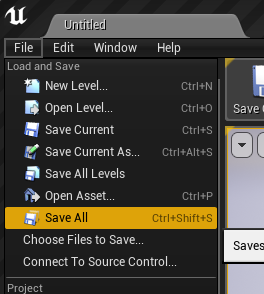 Untitled
File Edit Window Help
Load and Save
New Level... Ctrl+N
Open Level... Ctrl+O
Save Current Ctrl+S
Save Current As... Ctrl+Alt+S
Save All Levels
Open Asset... Ctrl+P
Save All Ctrl+Shift+S
Choose Files to Save...
Connect To Source Control...
Project
Save
Saves